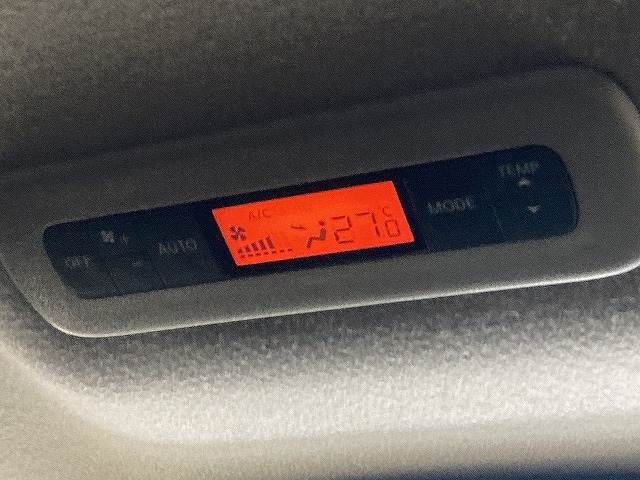 OFF
+
-
AUTO
A/C
27.0°C
MODE
TEMP